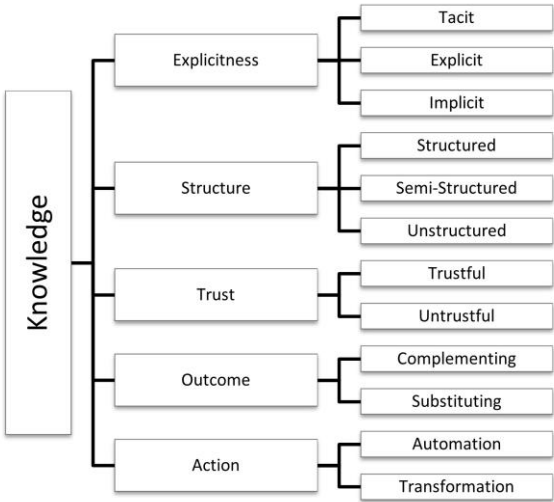 Knowledge
Explicitness
Tacit
Explicit
Implicit
Structure
Structured
Semi-Structured
Unstructured
Trust
Trustful
Untrustful
Outcome
Complementing
Substituting
Action
Automation
Transformation